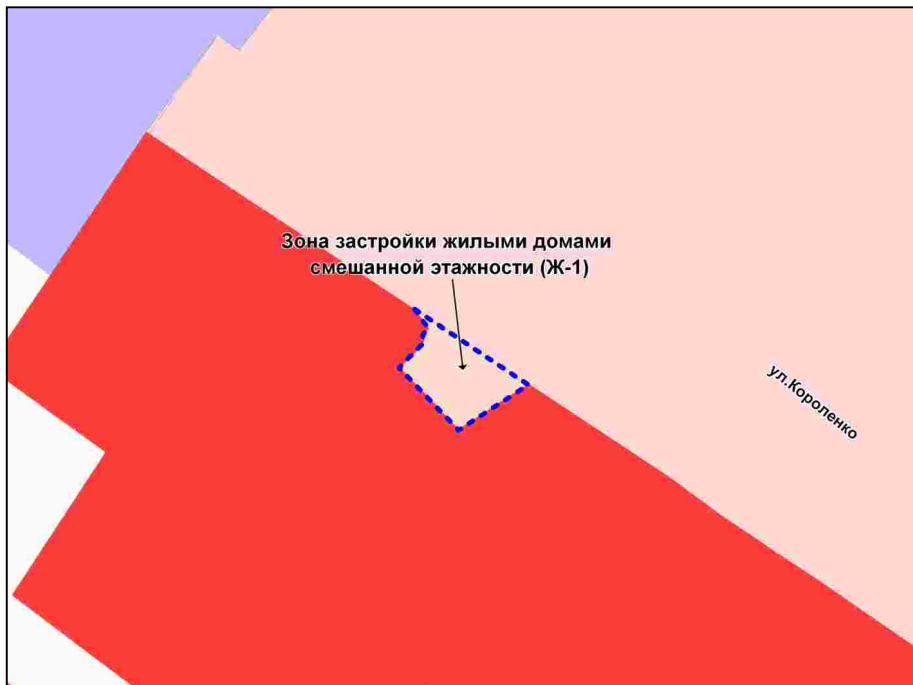 Зона застройки жилыми домами
смешанной этажности (Ж-1)
ул.Короленко